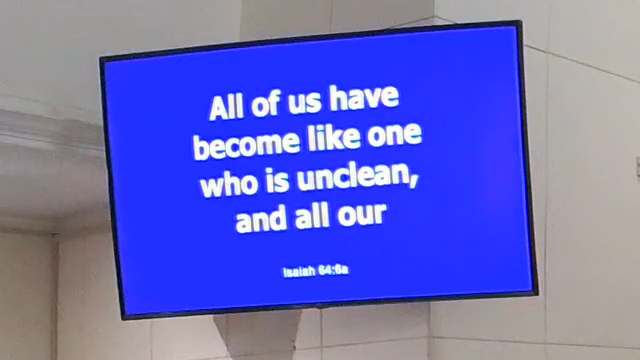 All of us have
become like one
who is unclean,
and all our
Isaiah 64:6a